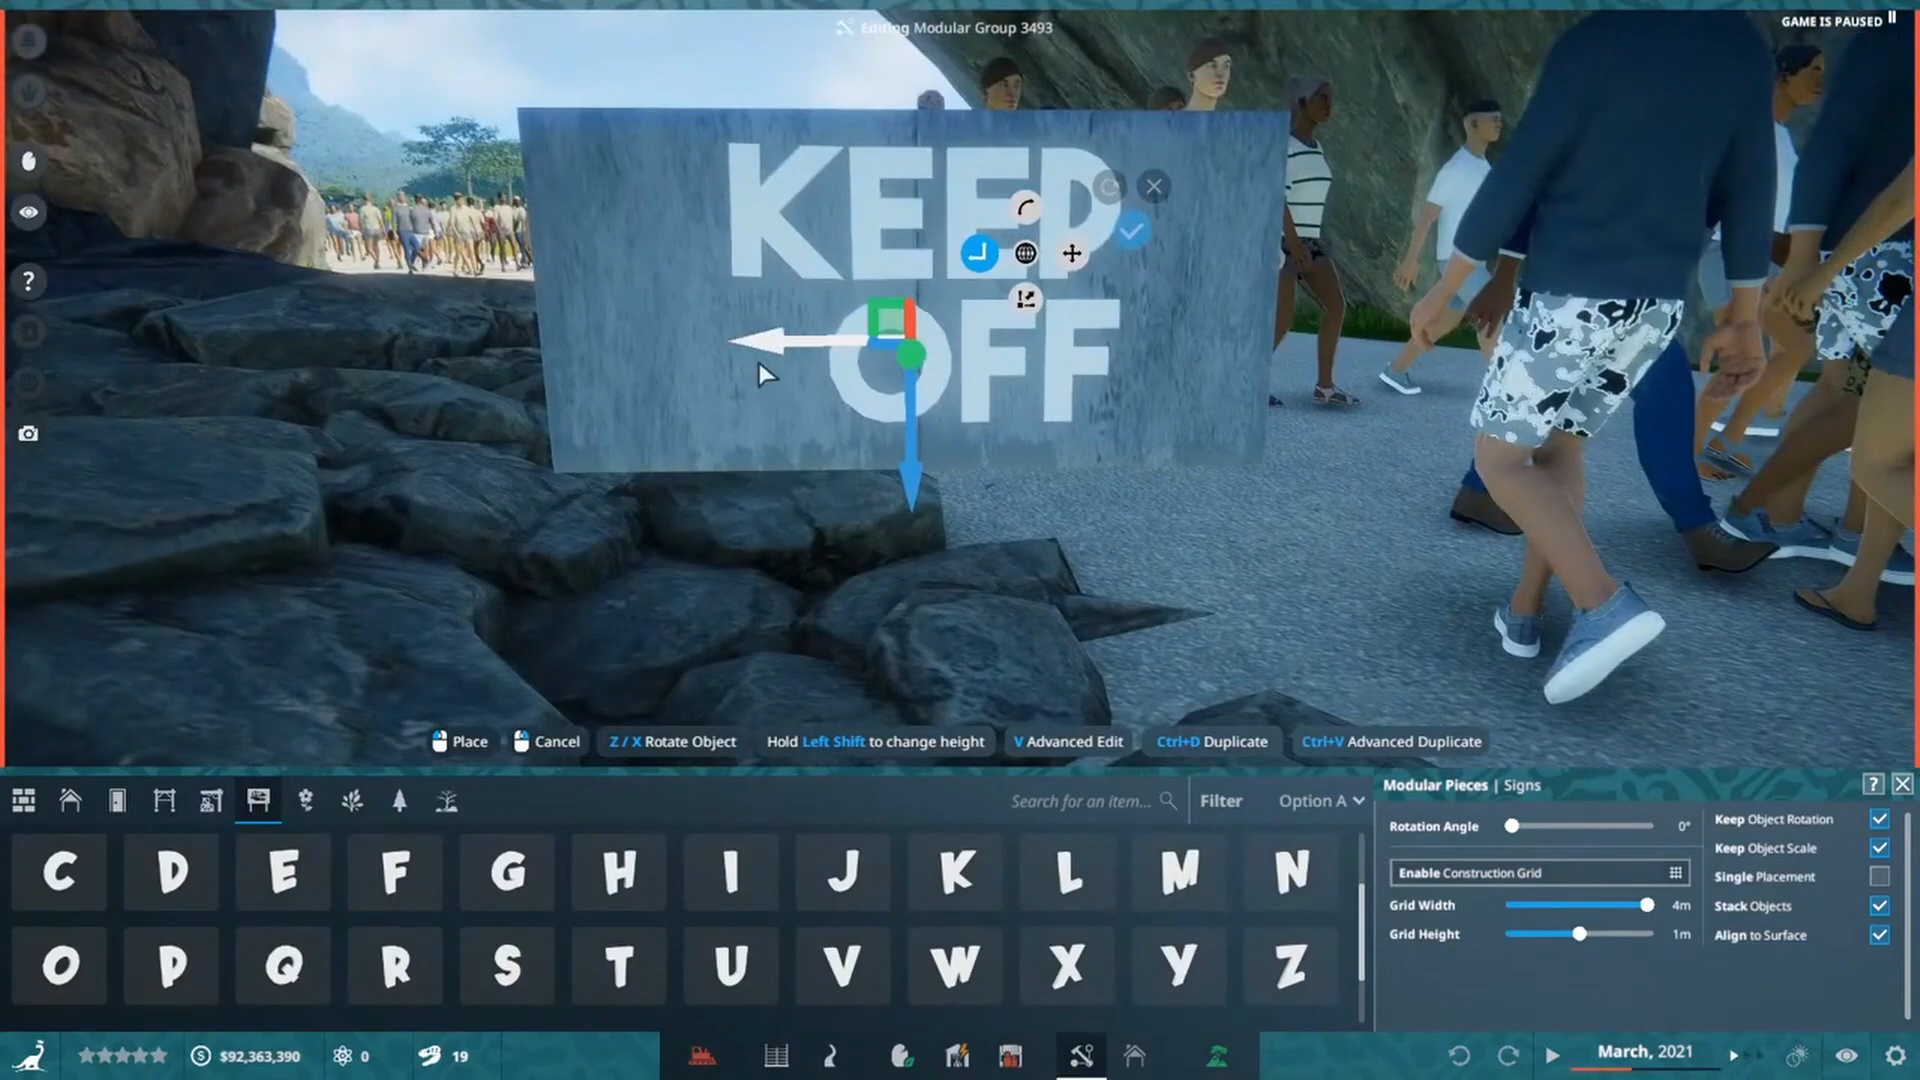 Editing Modular Group 3493
GAME IS PAUSED
KEEP
OFF
?
Place
Cancel
Z / X Rotate Object
Hold Left Shift to change height
V Advanced Edit
Ctrl+D Duplicate
Ctrl+V Advanced Duplicate
Search for an item...
Filter
Option A
Modular Pieces | Signs
?
Rotation Angle
0°
Enable Construction Grid
Grid Width
4m
Grid Height
1m
Keep Object Rotation
Keep Object Scale
Single Placement
Stack Objects
Align to Surface
C D E F G H I J K L M N
O P Q R S T U V W X Y Z
$92,363,390
0
19
March, 2021